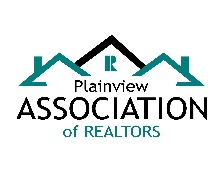 R
Plainview
ASSOCIATION
of REALTORS